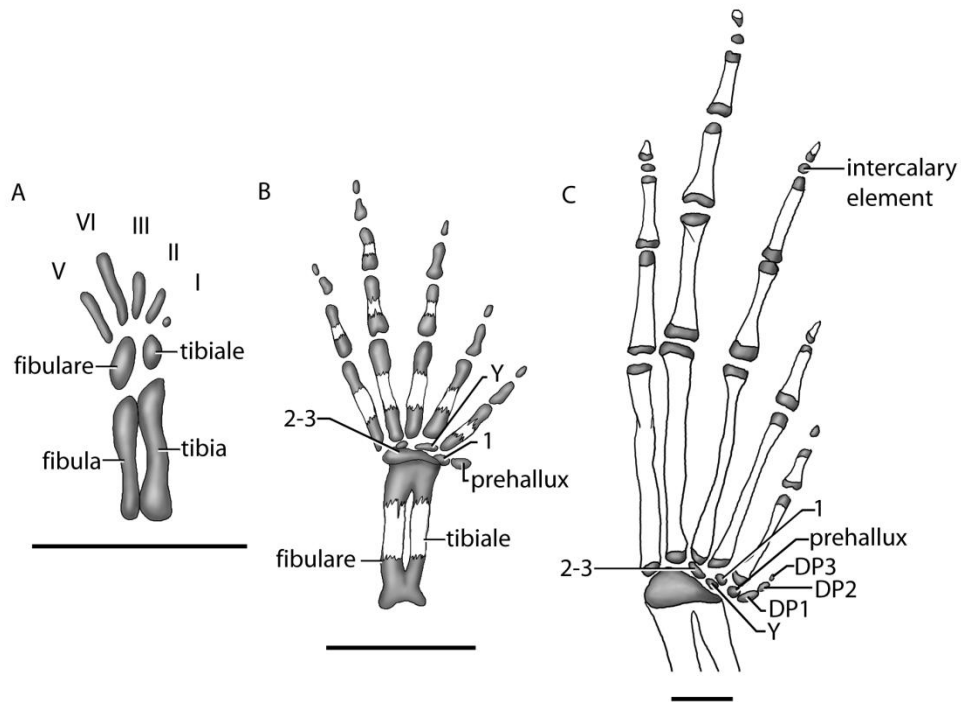 A
V
VI
III
II
I
fibulare
tibiale
fibula
tibia
B
2-3
Y
1
prehallux
fibulare
tibiale
C
intercalary
element
2-3
1
prehallux
DP3
DP2
DP1
Y